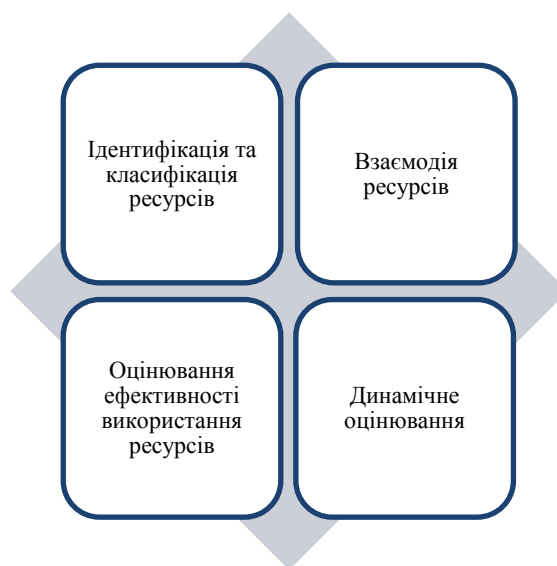 Ідентифікація та
класифікація
ресурсів
Взаємодія
ресурсів
Оцінювання
ефективності
використання
ресурсів
Динамічне
оцінювання